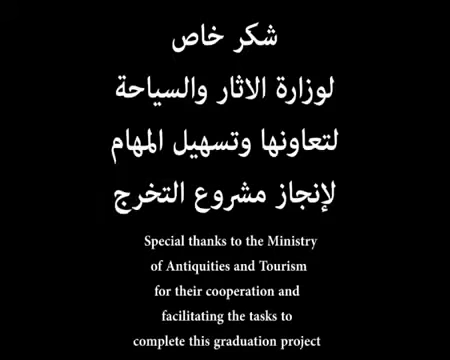 شكر خاص
لوزارة الاثار والسياحة
لتعاونها وتسهيل المهام
لإنجاز مشروع التخرج
Special thanks to the Ministry
of Antiquities and Tourism
for their cooperation and
facilitating the tasks to
complete this graduation project